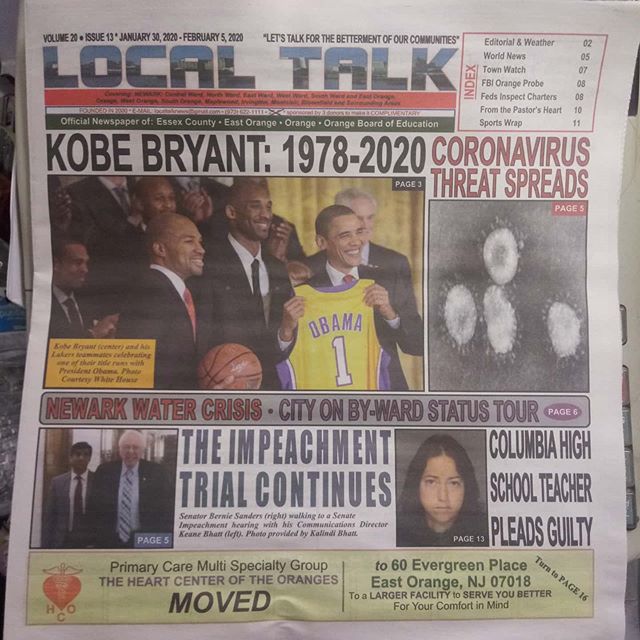 VOLUME 20 • ISSUE 13 * JANUARY 30, 2020 - FEBRUARY 5, 2020
"LET'S TALK FOR THE BETTERMENT OF OUR COMMUNITIES"
LOCAL TALK
Covering: NEWARK: Central Ward, North Ward, East Ward, West Ward, South Ward and East Orange,
Orange, West Orange, South Orange, Maplewood, Irvington, Montclair, Bloomfield and Surrounding Areas
sponsored by 3 donors to make it COMPLIMENTARY
Official Newspaper of: Essex County • East Orange • Orange • Orange Board of Education
INDEX
Editorial & Weather 02
World News 05
Town Watch 07
FBI Orange Probe 08
Feds Inspect Charters 08
From the Pastor's Heart 10
Sports Wrap 11
KOBE BRYANT: 1978-2020
PAGE 3
CORONAVIRUS
THREAT SPREADS
PAGE 5
OBAMA
1
Kobe Bryant (center) and his
Lakers teammates celebrating
one of their title runs with
President Obama. Photo
Courtesy White House
NEWARK WATER CRISIS • CITY ON BY-WARD STATUS TOUR PAGE 6
PAGE 5
THE IMPEACHMENT
TRIAL CONTINUES
Senator Bernie Sanders (right) walking to a Senate
Impeachment hearing with his Communications Director
Keane Bhatt (left). Photo provided by Kalindi Bhatt.
PAGE 13
COLUMBIA HIGH
SCHOOL TEACHER
PLEADS GUILTY
HCO
Primary Care Multi Specialty Group
THE HEART CENTER OF THE ORANGES
MOVED
to 60 Evergreen Place
East Orange, NJ 07018
To a LARGER FACILITY to SERVE YOU BETTER
For Your Comfort in Mind
Turn to PAGE 16